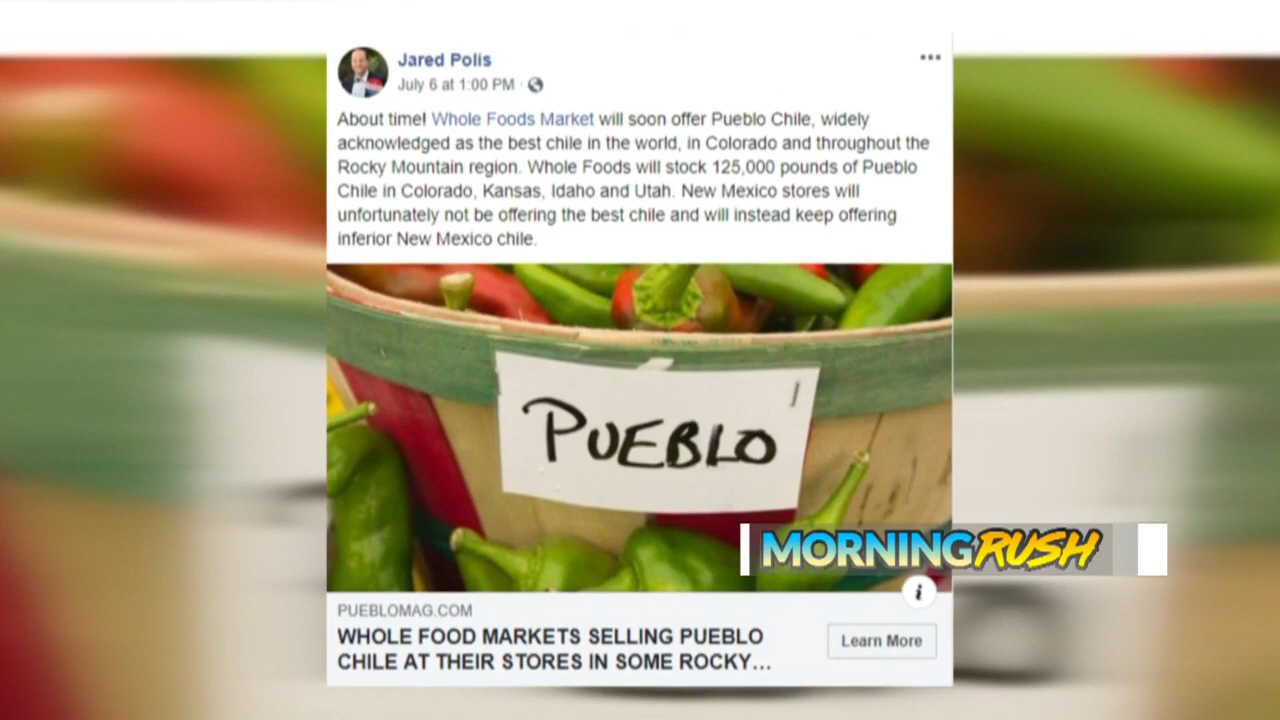 Jared Polis
July 6 at 1:00 PM ·
About time! Whole Foods Market will soon offer Pueblo Chile, widely
acknowledged as the best chile in the world, in Colorado and throughout the
Rocky Mountain region. Whole Foods will stock 125,000 pounds of Pueblo
Chile in Colorado, Kansas, Idaho and Utah. New Mexico stores will
unfortunately not be offering the best chile and will instead keep offering
inferior New Mexico chile.
PUEBLO
MORNING RUSH
i
PUEBLOMAG.COM
WHOLE FOOD MARKETS SELLING PUEBLO
CHILE AT THEIR STORES IN SOME ROCKY...
Learn More